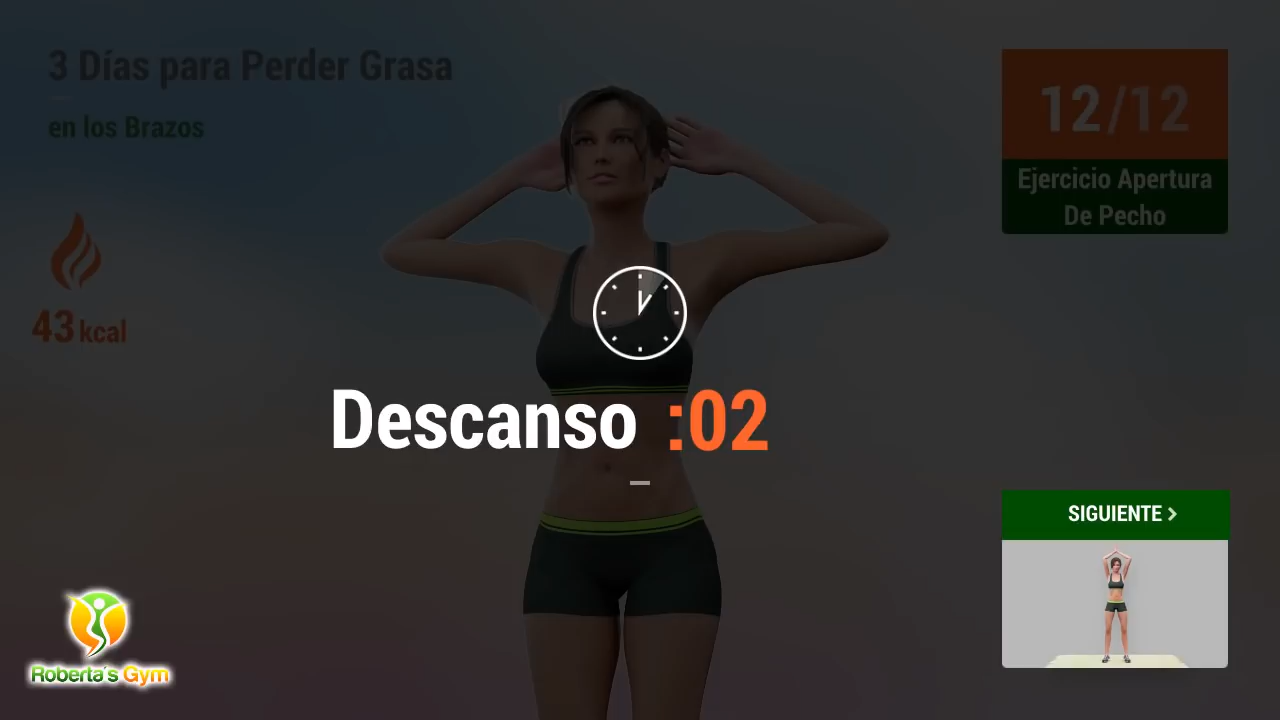 3 Días para Perder Grasa
en los Brazos
12/12
Ejercicio Apertura
De Pecho
43 kcal
Descanso :02
SIGUIENTE >
Roberta's Gym